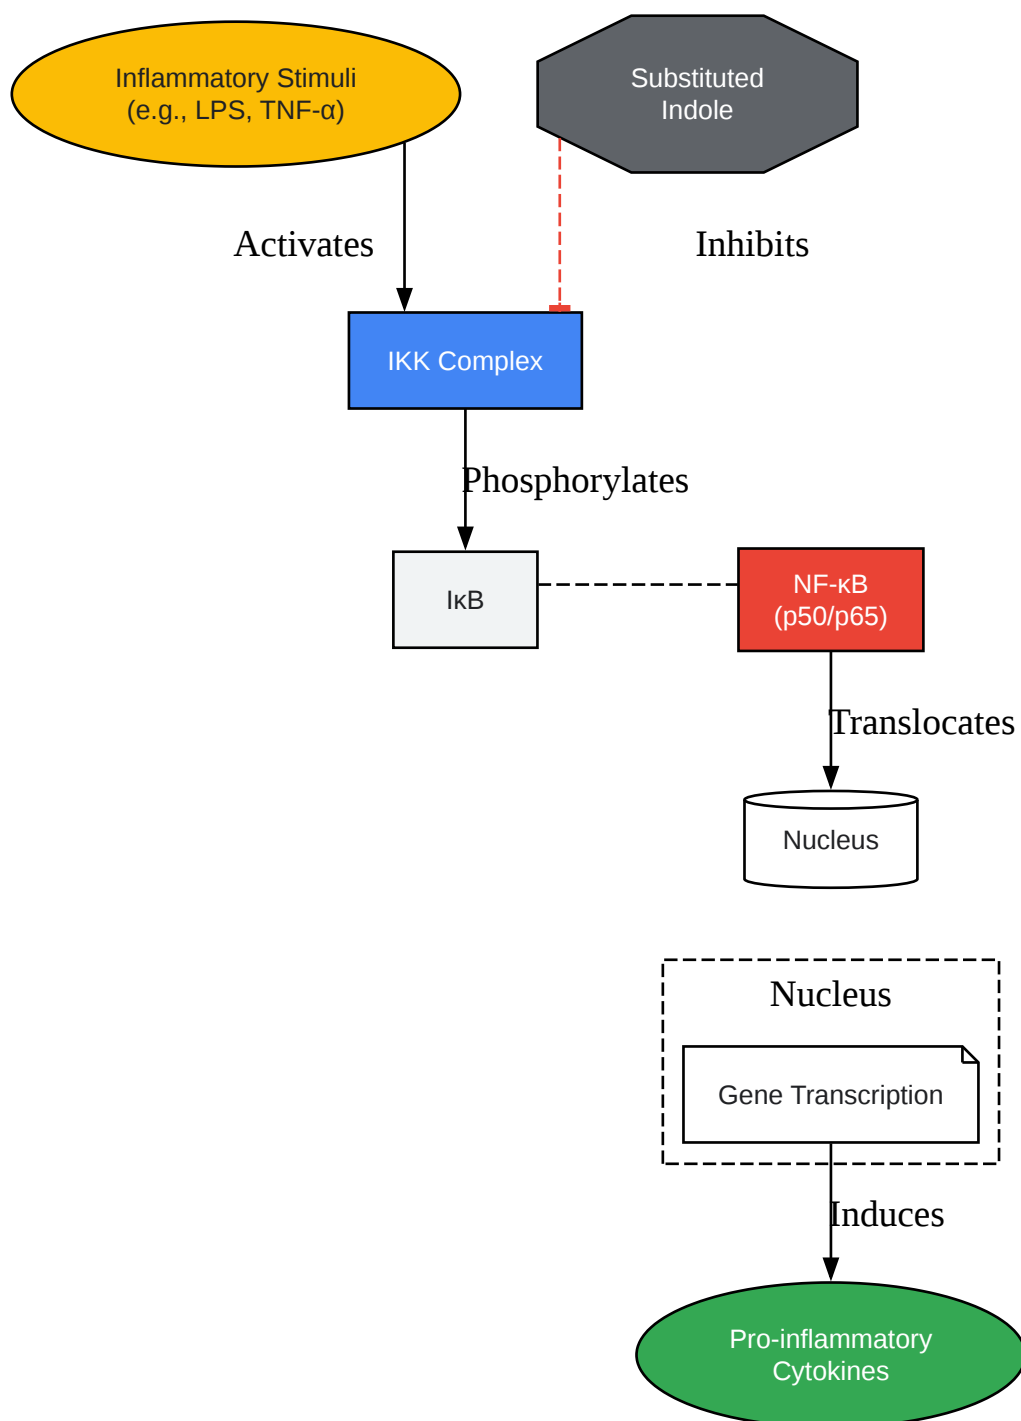 Inflammatory Stimuli
(e.g., LPS, TNF-α)
Substituted
Indole
Activates
Inhibits
IKK Complex
Phosphorylates
IκB
NF-κB
(p50/p65)
Translocates
Nucleus
Nucleus
Gene Transcription
Induces
Pro-inflammatory
Cytokines